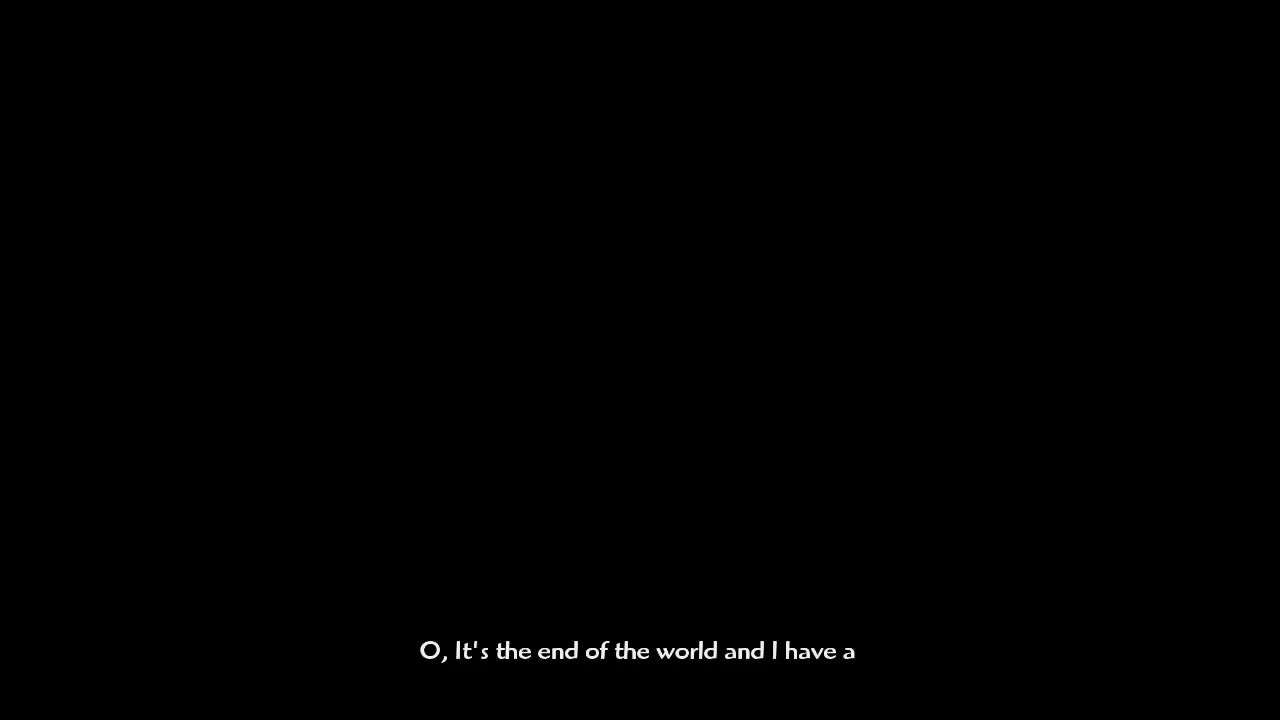 O, It's the end of the world and I have a